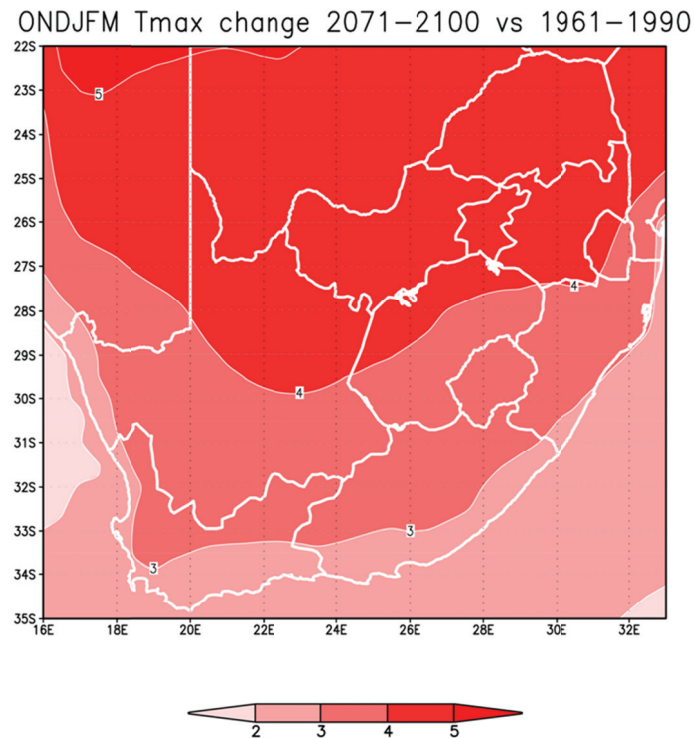 ONDJFM Tmax change 2071–2100 vs 1961–1990
22S
5
23S
24S
25S
26S
27S
4
28S
29S
4
30S
31S
32S
3
33S
3
34S
35S
16E 18E 20E 22E 24E 26E 28E 30E 32E
2 3 4 5